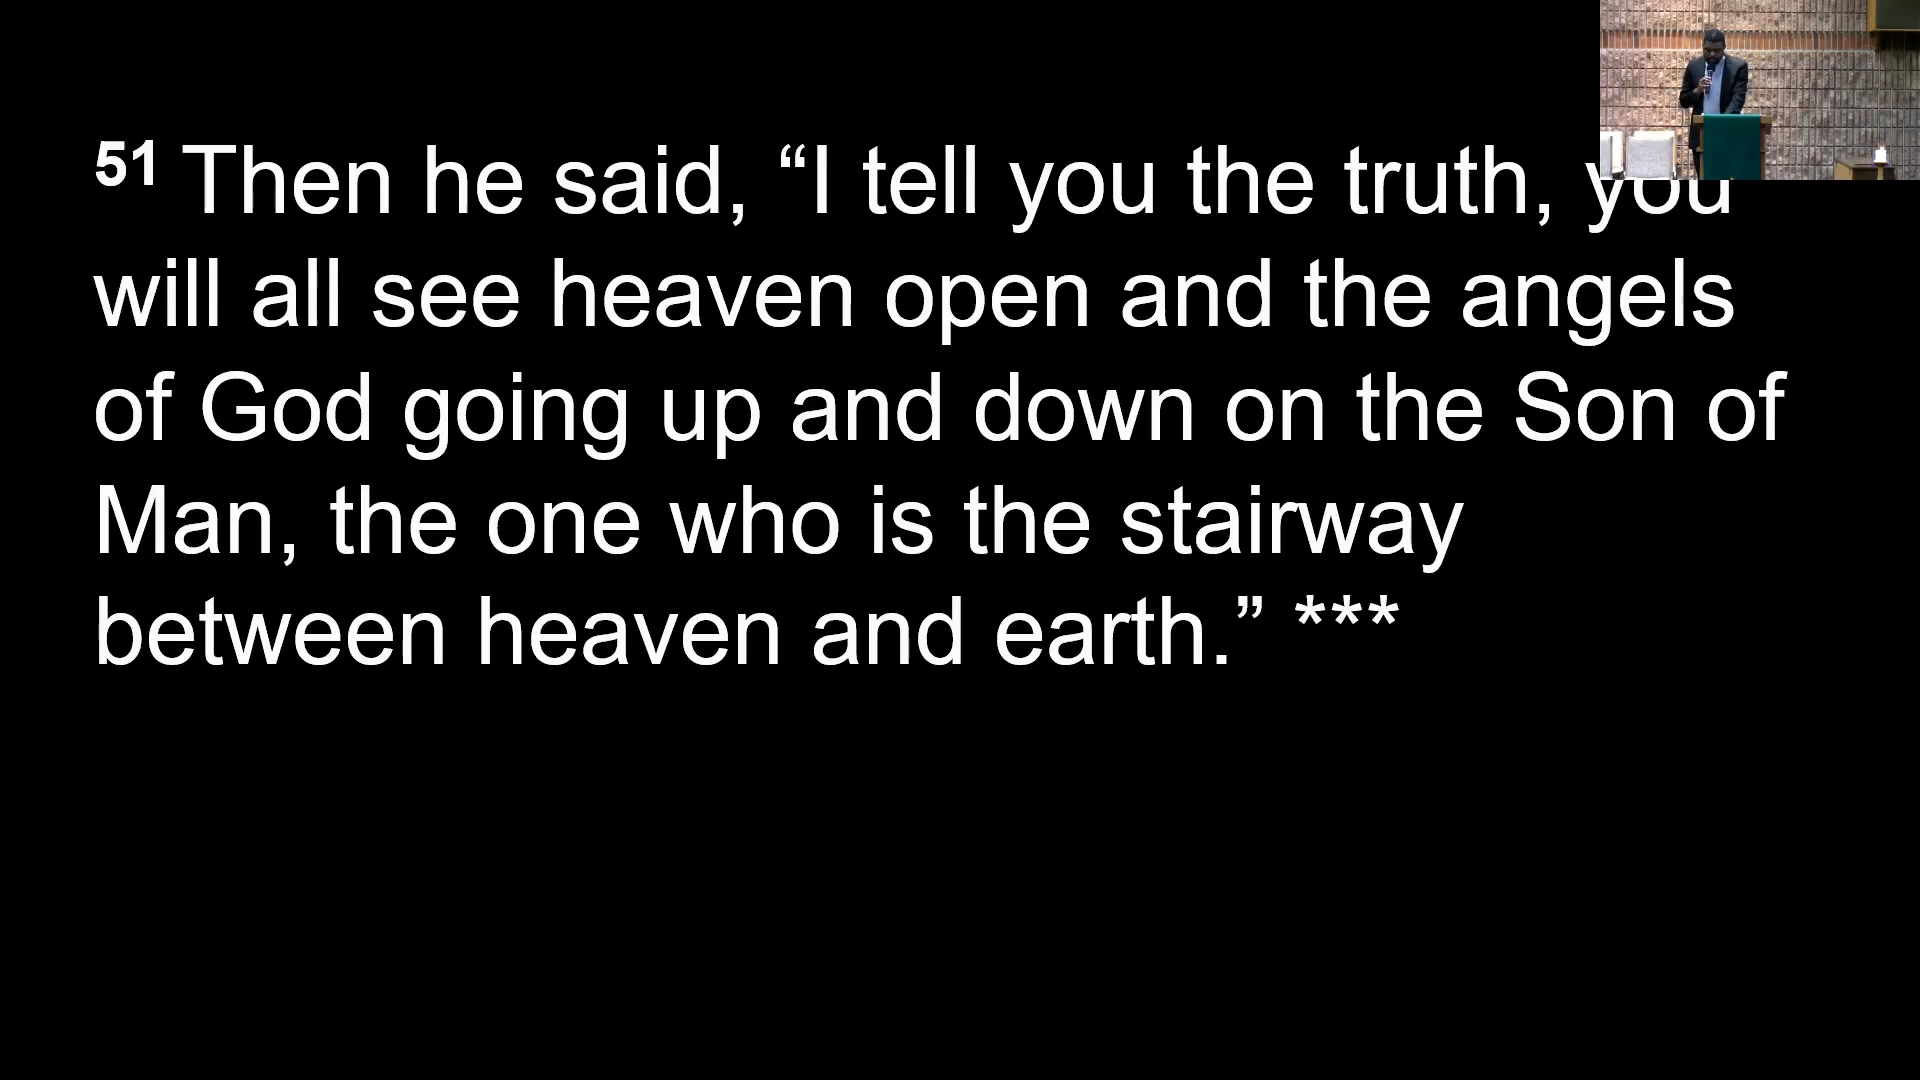 51 Then he said, “I tell you the truth, you
will all see heaven open and the angels
of God going up and down on the Son of
Man, the one who is the stairway
between heaven and earth.” ***